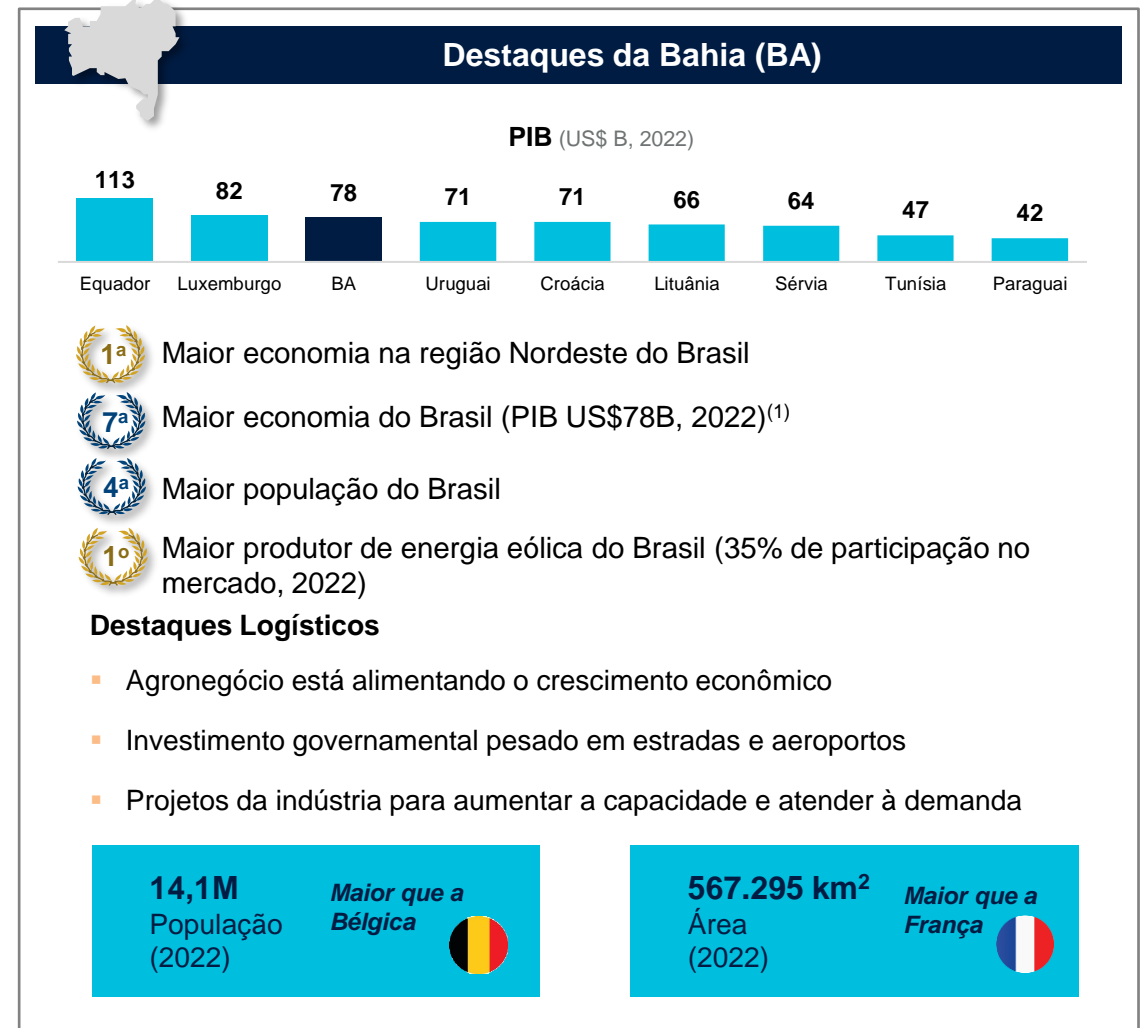 Destaques da Bahia (BA)
PIB (US$ B, 2022)
113 82 78 71 71 66 64 47 42
Equador Luxemburgo BA Uruguai Croácia Lituânia Sérvia Tunísia Paraguai
1ª Maior economia na região Nordeste do Brasil
7ª Maior economia do Brasil (PIB US$78B, 2022)(1)
4ª Maior população do Brasil
1º Maior produtor de energia eólica do Brasil (35% de participação no
mercado, 2022)
Destaques Logísticos
▪ Agronegócio está alimentando o crescimento econômico
▪ Investimento governamental pesado em estradas e aeroportos
▪ Projetos da indústria para aumentar a capacidade e atender à demanda
14,1M
População
(2022)
Maior que a
Bélgica
567.295 km²
Área
(2022)
Maior que a
França